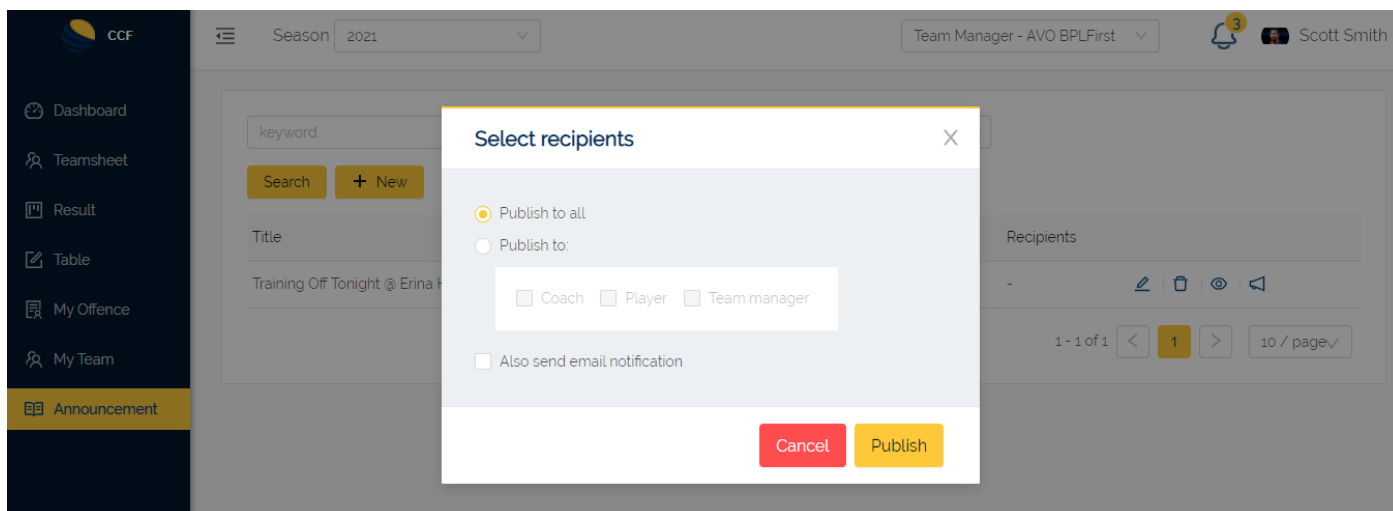 CCF
Season 2021
Team Manager - AVO BPLFirst
3
Scott Smith
Dashboard
Teamsheet
Result
Table
My Offence
My Team
Announcement
keyword
Search
+ New
Title
Recipients
Training Off Tonight @ Erina
-
1 - 1 of 1 < 1 > 10 / page
Select recipients
Publish to all
Publish to:
Coach Player Team manager
Also send email notification
Cancel Publish